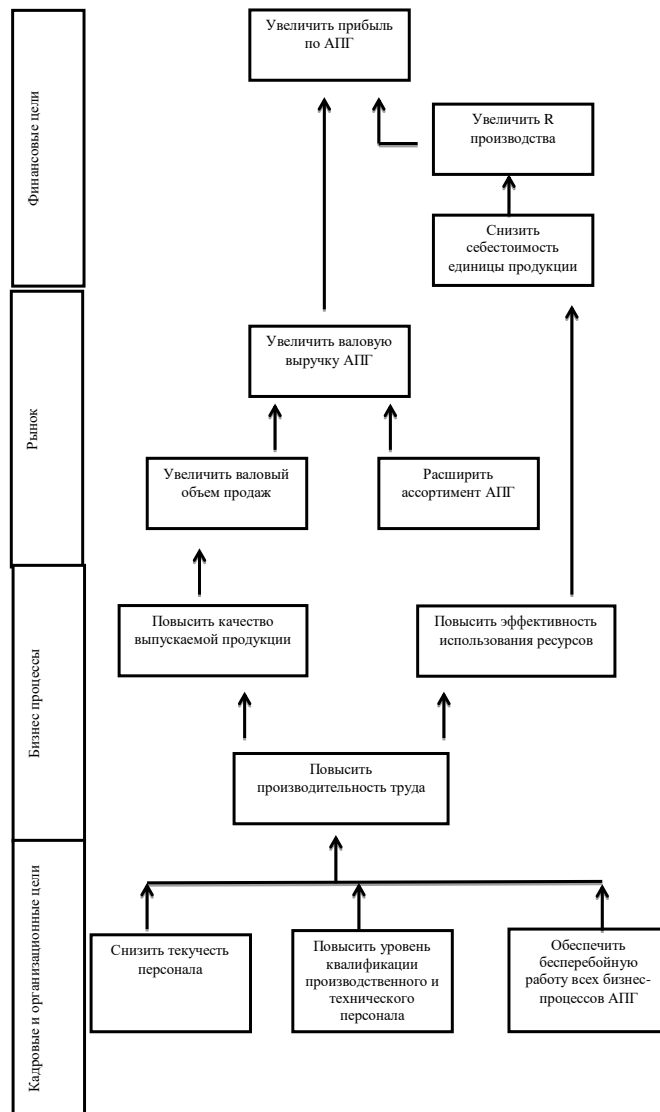 Финансовые цели
Увеличить прибыль
по АПГ
Увеличить R
производства
Снизить
себестоимость
единицы продукции
Рынок
Увеличить валовую
выручку АПГ
Увеличить валовый
объем продаж
Расширить
ассортимент АПГ
Бизнес процессы
Повысить качество
выпускаемой продукции
Повысить эффективность
использования ресурсов
Повысить
производительность труда
Кадровые и организационные цели
Снизить текучесть
персонала
Повысить уровень
квалификации
производственного и
технического
персонала
Обеспечить
бесперебойную
работу всех бизнес-
процессов АПГ